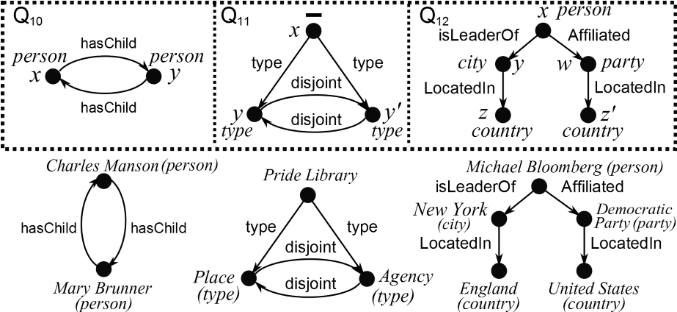 Q10
person
hasChild
person
x
y
hasChild
Q11
x
type
type
disjoint
y
disjoint
y'
type
type
Q12
x person
isLeaderOf
Affiliated
city
y
w
party
LocatedIn
LocatedIn
z
z'
country
country
Charles Manson (person)
hasChild
hasChild
Mary Brunner
(person)
Pride Library
type
type
disjoint
Place
(type)
disjoint
Agency
(type)
Michael Bloomberg (person)
isLeaderOf
Affiliated
New York
(city)
Democratic
Party (party)
LocatedIn
LocatedIn
England
(country)
United States
(country)